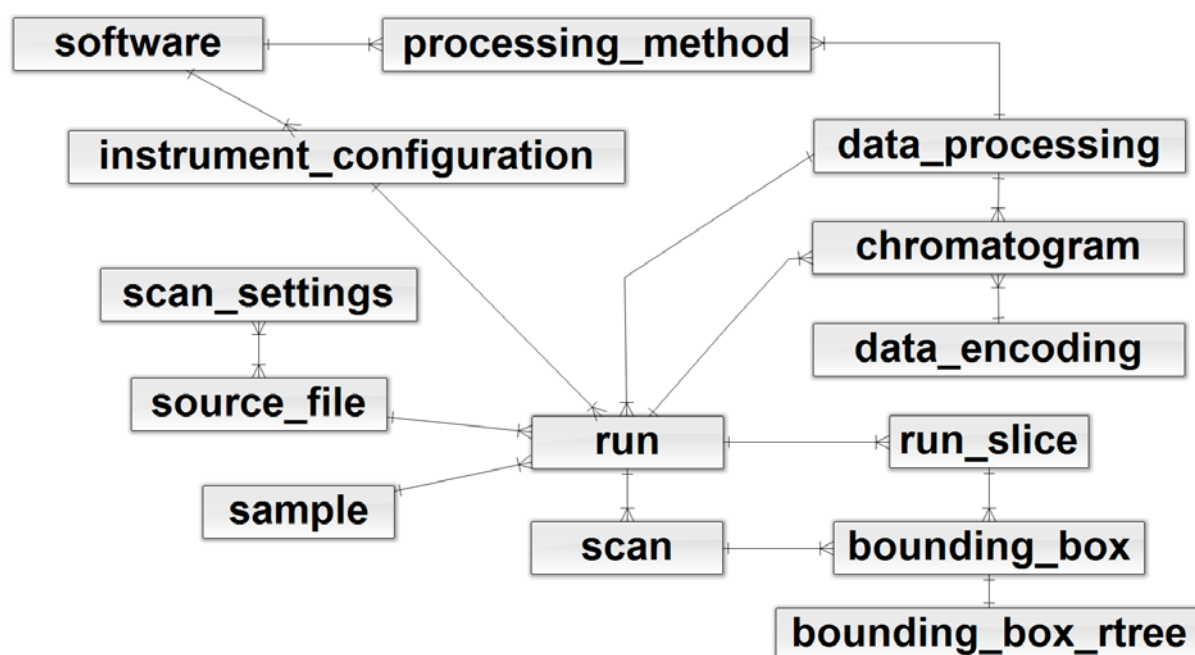 software
processing_method
instrument_configuration
data_processing
chromatogram
scan_settings
data_encoding
source_file
run
run_slice
sample
scan
bounding_box
bounding_box_rtree